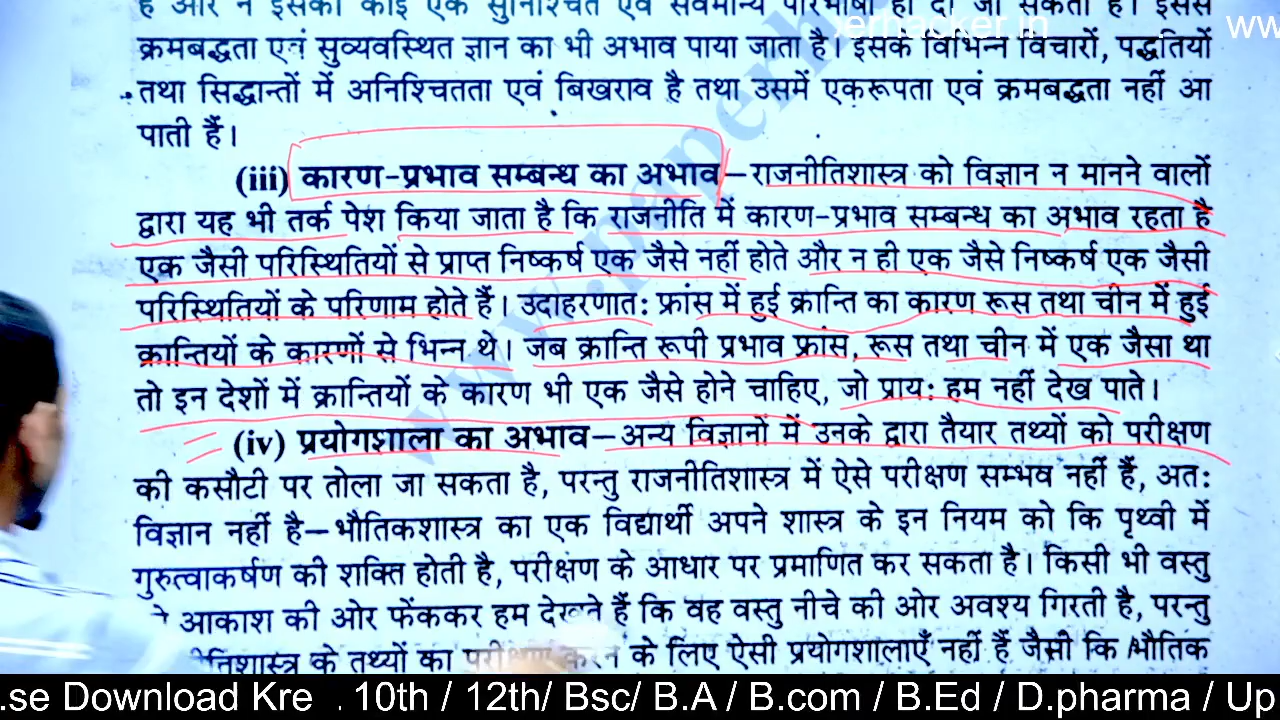 है और न इसकी कोई एक सुनिश्चित एवं सर्वमान्य परिभाषा ही दी जा सकती है। इससे
erhacker.in
ww
क्रमबद्धता एवं सुव्यवस्थित ज्ञान का भी अभाव पाया जाता है। इसके विभिन्न विचारों, पद्धतियों
तथा सिद्धान्तों में अनिश्चितता एवं बिखराव है तथा उसमें एकरूपता एवं क्रमबद्धता नहीं आ
पाती हैं।
(iii) कारण-प्रभाव सम्बन्ध का अभाव–राजनीतिशास्त्र को विज्ञान न मानने वालों
द्वारा यह भी तर्क पेश किया जाता है कि राजनीति में कारण-प्रभाव सम्बन्ध का अभाव रहता है
एक जैसी परिस्थितियों से प्राप्त निष्कर्ष एक जैसे नहीं होते और न ही एक जैसे निष्कर्ष एक जैसी
परिस्थितियों के परिणाम होते हैं। उदाहरणात: फ्रांस में हुई क्रान्ति का कारण रूस तथा चीन में हुई
क्रान्तियों के कारणों से भिन्न थे। जब क्रान्ति रूपी प्रभाव फ्रांस, रूस तथा चीन में एक जैसा था
तो इन देशों में क्रान्तियों के कारण भी एक जैसे होने चाहिए, जो प्राय: हम नहीं देख पाते।
(iv) प्रयोगशाला का अभाव–अन्य विज्ञानों में उनके द्वारा तैयार तथ्यों को परीक्षण
की कसौटी पर तोला जा सकता है, परन्तु राजनीतिशास्त्र में ऐसे परीक्षण सम्भव नहीं हैं, अत:
विज्ञान नहीं है–भौतिकशास्त्र का एक विद्यार्थी अपने शास्त्र के इन नियम को कि पृथ्वी में
गुरुत्वाकर्षण की शक्ति होती है, परीक्षण के आधार पर प्रमाणित कर सकता है। किसी भी वस्तु
आकाश की ओर फेंककर हम देखते हैं कि वह वस्तु नीचे की ओर अवश्य गिरती है, परन्तु
तिशास्त्र के तथ्यों का परीक्षण करने के लिए ऐसी प्रयोगशालाएँ नहीं हैं जैसी कि भौतिक
.se Download Kre . 10th / 12th/ Bsc/ B.A / B.com / B.Ed / D.pharma / Up